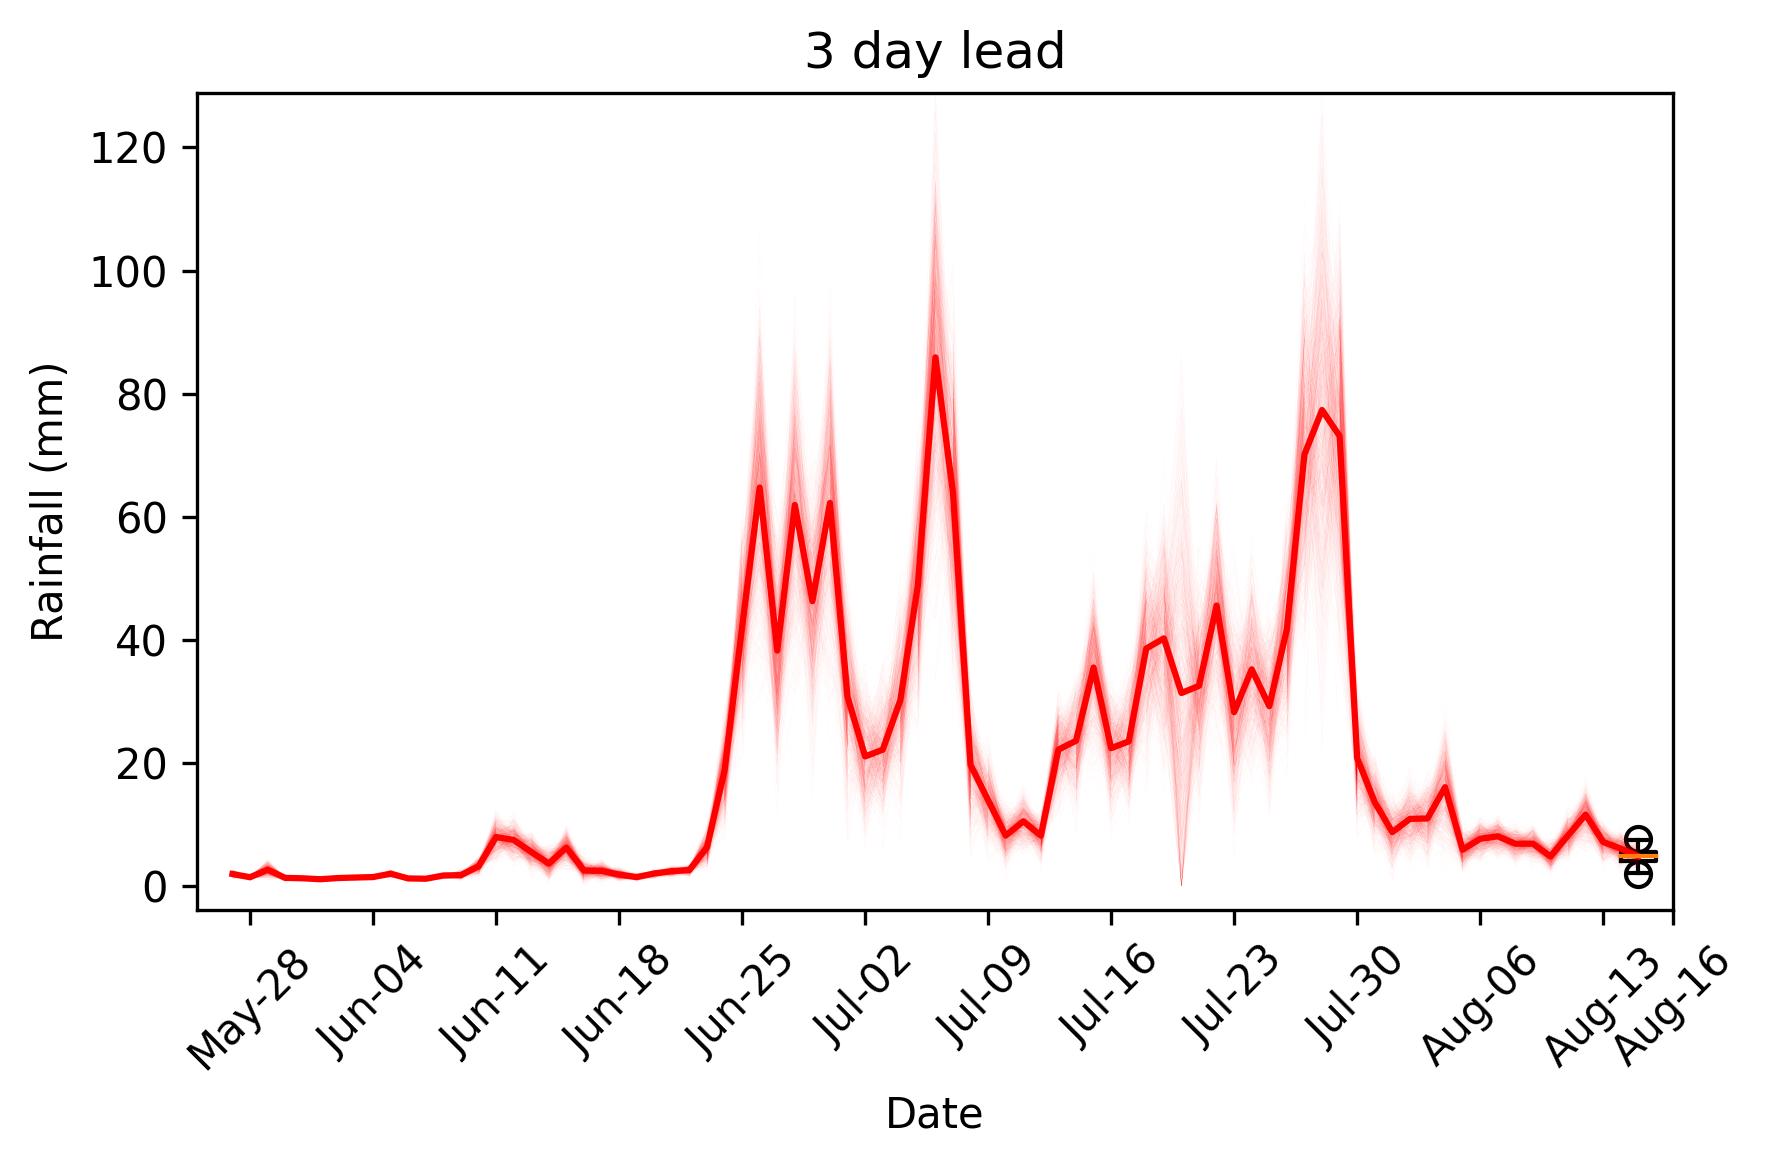 3 day lead
Rainfall (mm)
120
100
80
60
40
20
0
May-28
Jun-04
Jun-11
Jun-18
Jun-25
Jul-02
Jul-09
Jul-16
Jul-23
Jul-30
Aug-06
Aug-13
Aug-16
Date